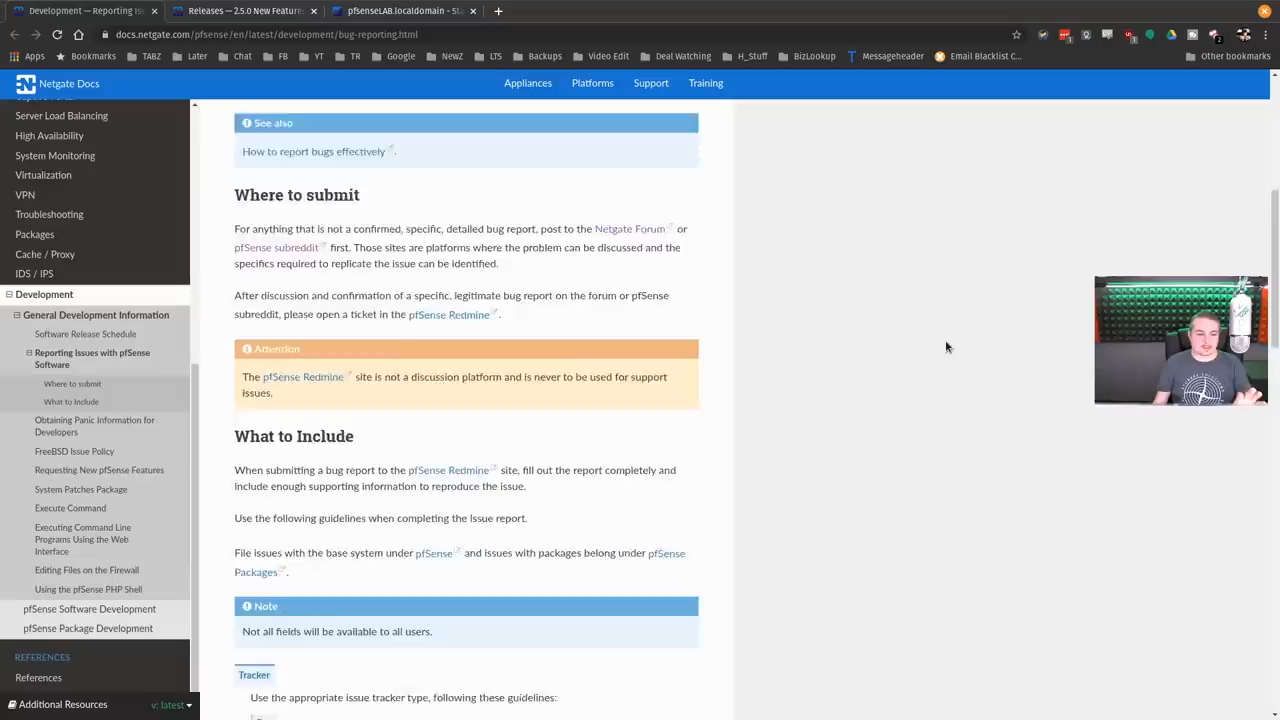 Development — Reporting Is
Releases — 2.5.0 New Feature
pfsenseLAB.localdomain - St
docs.netgate.com/pfsense/en/latest/development/bug-reporting.html
Apps
Bookmarks
TABZ
Later
Chat
FB
YT
TR
Google
NewZ
LTS
Backups
Video Edit
Deal Watching
H_Stuff
BizLookup
Messageheader
Email Blacklist C...
Other bookmarks
Netgate Docs
Appliances
Platforms
Support
Training
Server Load Balancing
High Availability
System Monitoring
Virtualization
VPN
Troubleshooting
Packages
Cache / Proxy
IDS / IPS
Development
General Development Information
Software Release Schedule
Reporting Issues with pfSense
Software
Where to submit
What to Include
Obtaining Panic Information for
Developers
FreeBSD Issue Policy
Requesting New pfSense Features
System Patches Package
Execute Command
Executing Command Line
Programs Using the Web
Interface
Editing Files on the Firewall
Using the pfSense PHP Shell
pfSense Software Development
pfSense Package Development
REFERENCES
References
Additional Resources
v: latest
See also
How to report bugs effectively .
Where to submit
For anything that is not a confirmed, specific, detailed bug report, post to the Netgate Forum or
pfSense subreddit first. Those sites are platforms where the problem can be discussed and the
specifics required to replicate the issue can be identified.
After discussion and confirmation of a specific, legitimate bug report on the forum or pfSense
subreddit, please open a ticket in the pfSense Redmine .
Attention
The pfSense Redmine site is not a discussion platform and is never to be used for support
issues.
What to Include
When submitting a bug report to the pfSense Redmine site, fill out the report completely and
include enough supporting information to reproduce the issue.
Use the following guidelines when completing the issue report.
File issues with the base system under pfSense and issues with packages belong under pfSense
Packages .
Note
Not all fields will be available to all users.
Tracker
Use the appropriate issue tracker type, following these guidelines: